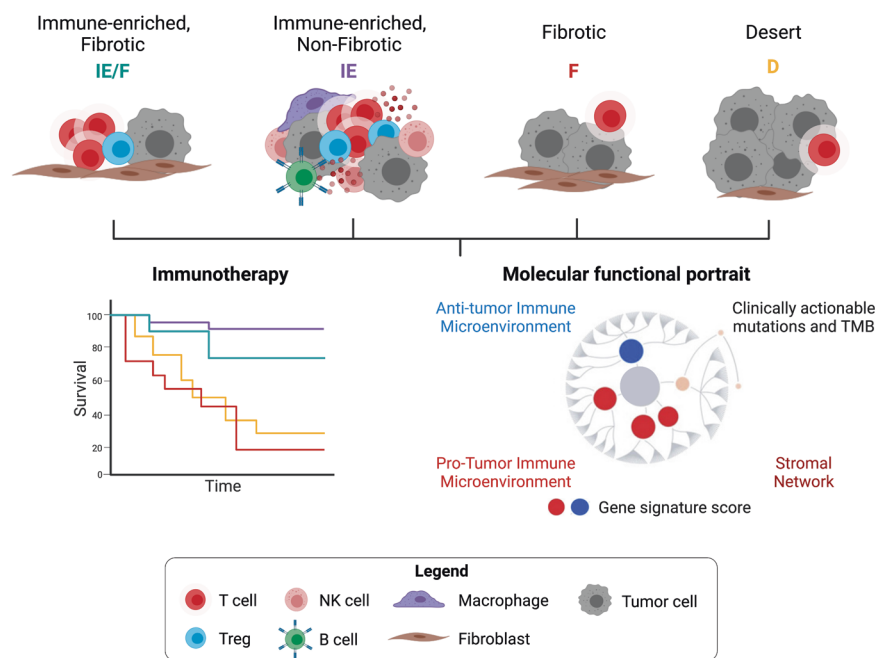 Immune-enriched,
Fibrotic
IE/F
Immune-enriched,
Non-Fibrotic
IE
Fibrotic
F
Desert
D
Immunotherapy
100
80
60
40
20
0
Survival
Time
Molecular functional portrait
Anti-tumor Immune
Microenvironment
Clinically actionable
mutations and TMB
Pro-Tumor Immune
Microenvironment
Stromal
Network
Gene signature score
Legend
T cell
NK cell
Macrophage
Tumor cell
Treg
B cell
Fibroblast